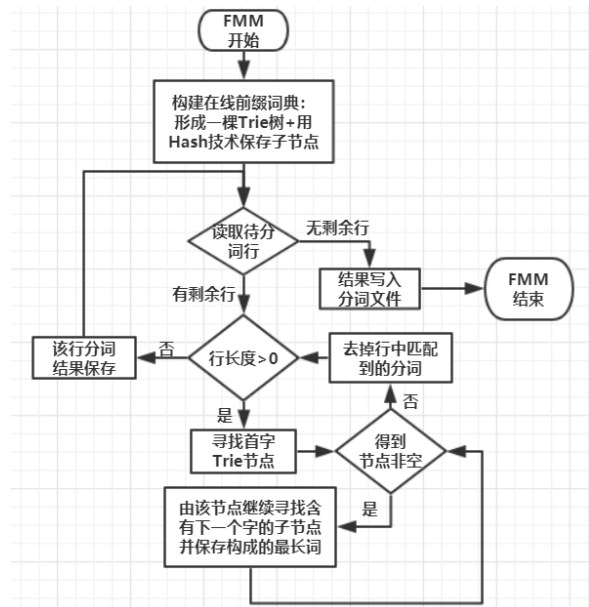 FMM
开始
构建在线前缀词典：
形成一棵Trie树+用
Hash技术保存子节点
读取待分
词行
无剩余行
结果写入
分词文件
FMM
结束
有剩余行
该行分词
结果保存
否
行长度>0
去掉行中匹配
到的分词
是
否
寻找首字
Trie节点
得到
节点非空
是
由该节点继续寻找含
有下一个字的子节点
并保存构成的最长词